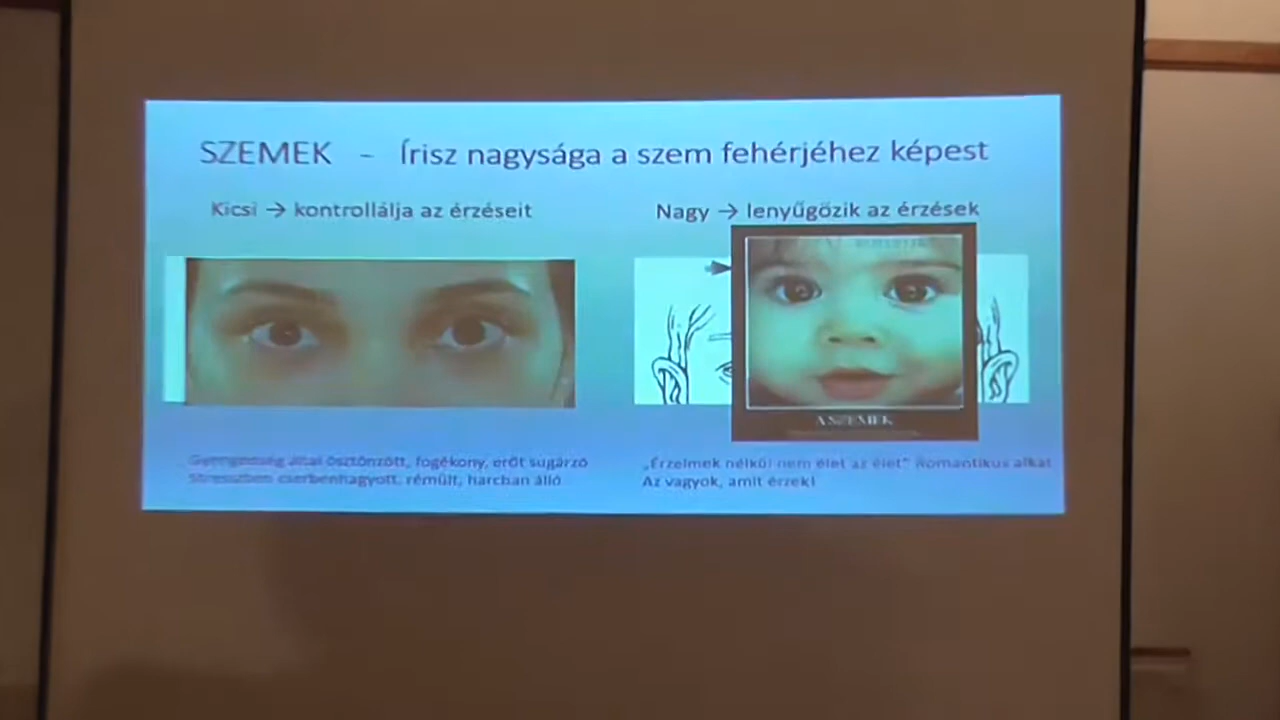 SZEMEK – Írisz nagysága a szem fehérjéhez képest
Kicsi → kontrollálja az érzéseit
Nagy → lenyűgözik az érzések
A SZEMEK
Gyengédség által ösztönzött, fogékony, erőt sugárzó
Stresszben cserbenhagyott, rémült, harcban álló
„Érzelmek nélkül nem élet az élet” Romantikus alkat
Az vagyok, amit érzek!